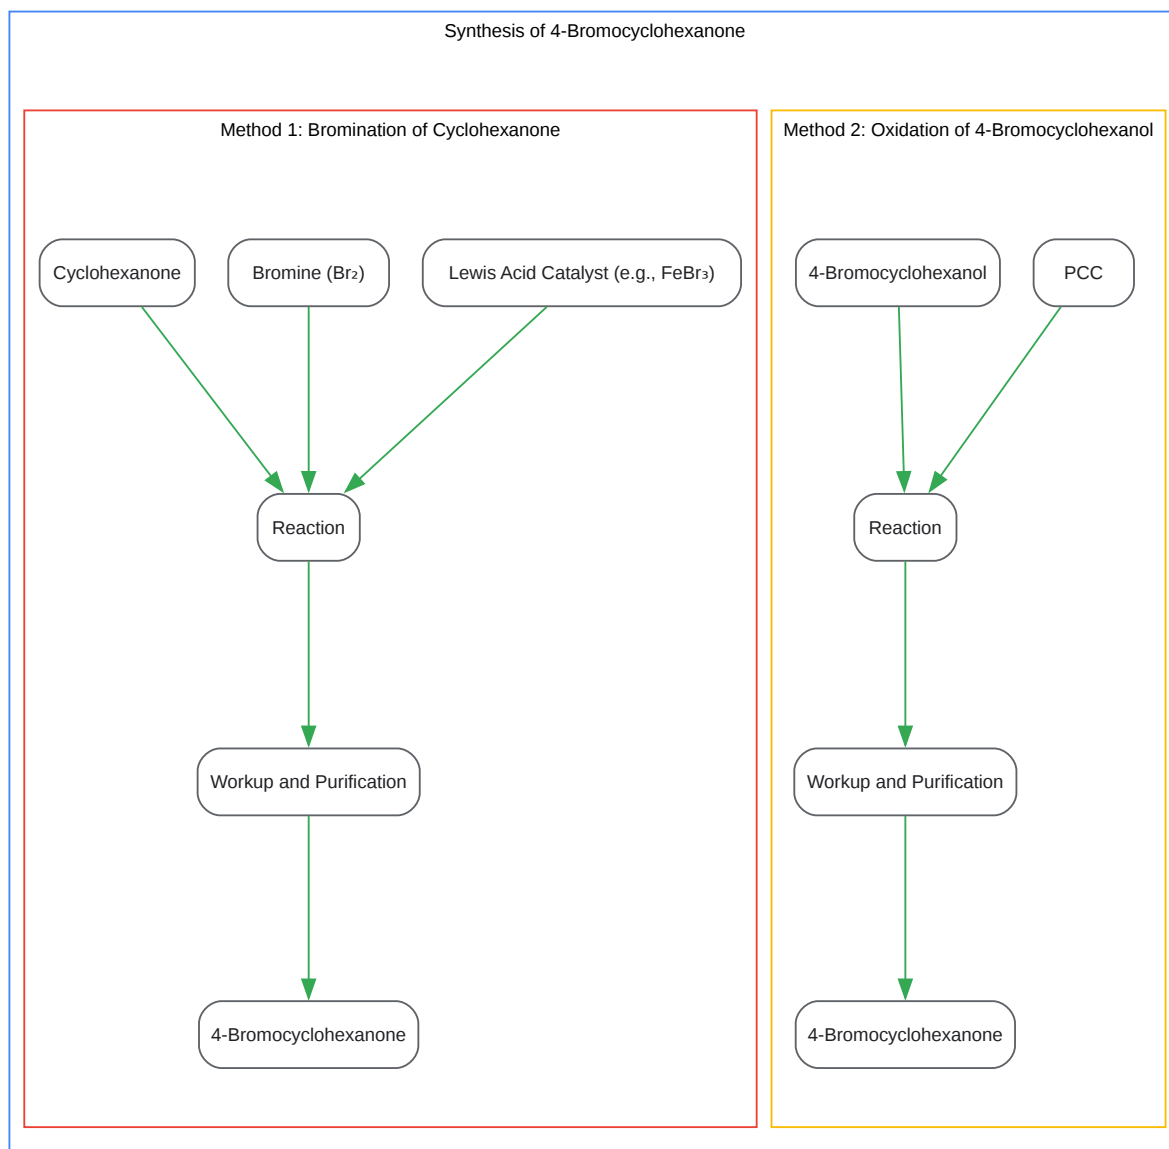 Synthesis of 4-Bromocyclohexanone
Method 1: Bromination of Cyclohexanone
Cyclohexanone
Bromine (Br₂)
Lewis Acid Catalyst (e.g., FeBr₃)
Reaction
Workup and Purification
4-Bromocyclohexanone
Method 2: Oxidation of 4-Bromocyclohexanol
4-Bromocyclohexanol
PCC
Reaction
Workup and Purification
4-Bromocyclohexanone